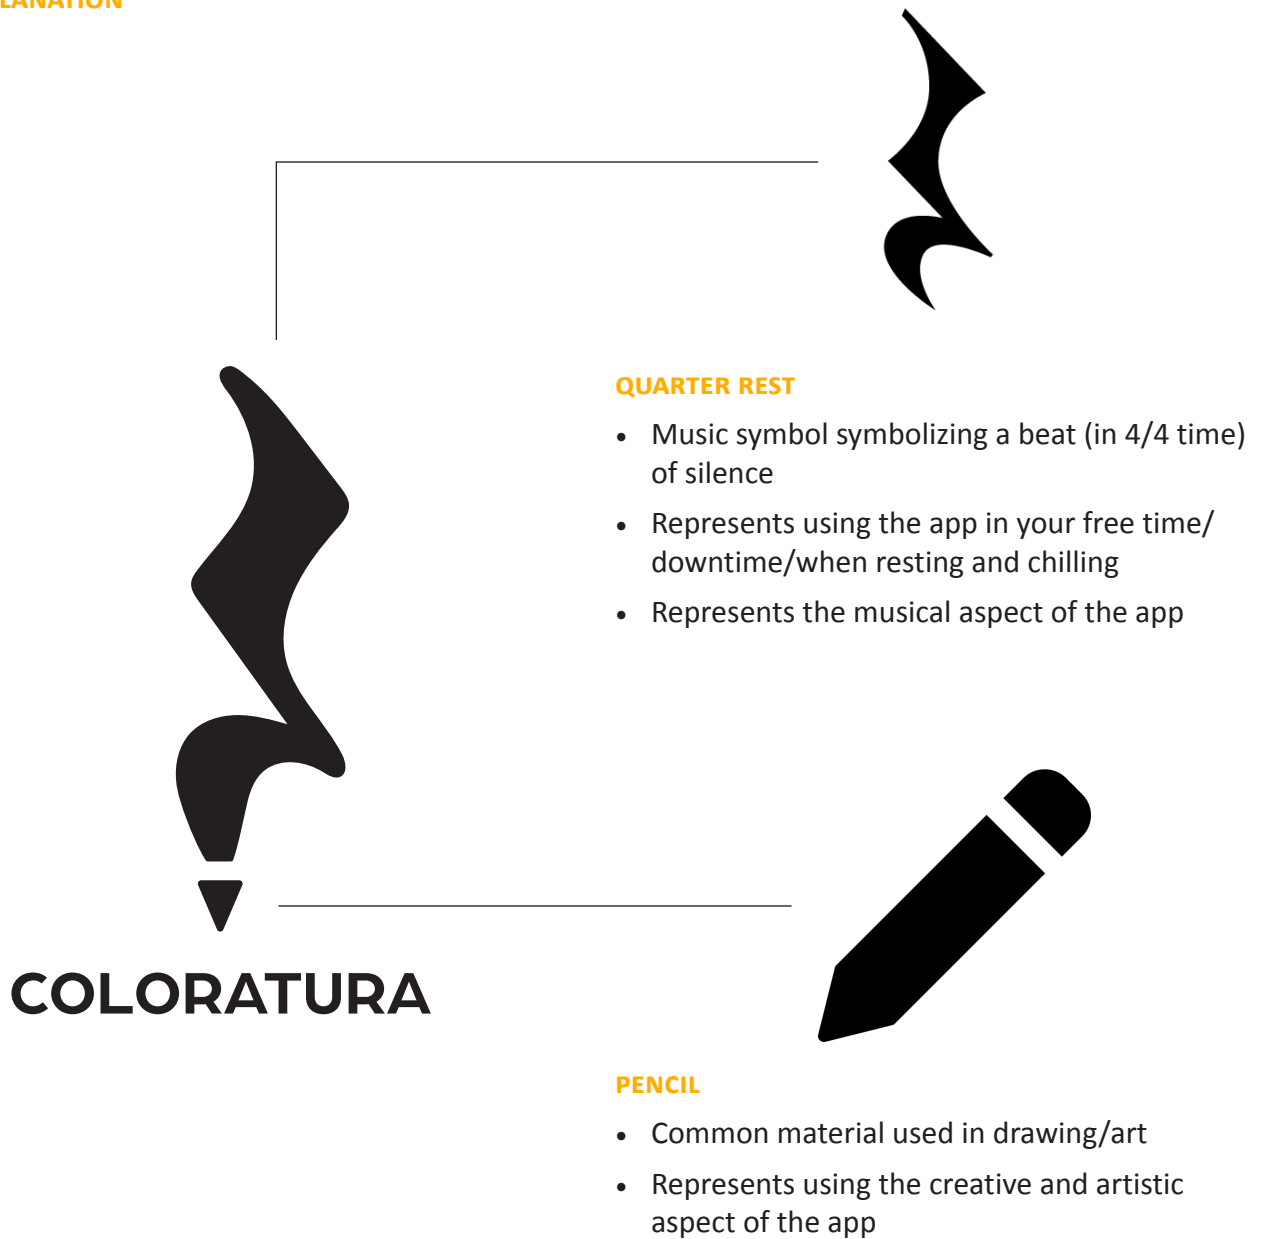 LANATION
QUARTER REST
• Music symbol symbolizing a beat (in 4/4 time)
of silence
• Represents using the app in your free time/
downtime/when resting and chilling
• Represents the musical aspect of the app
COLORATURA
PENCIL
• Common material used in drawing/art
• Represents using the creative and artistic
aspect of the app